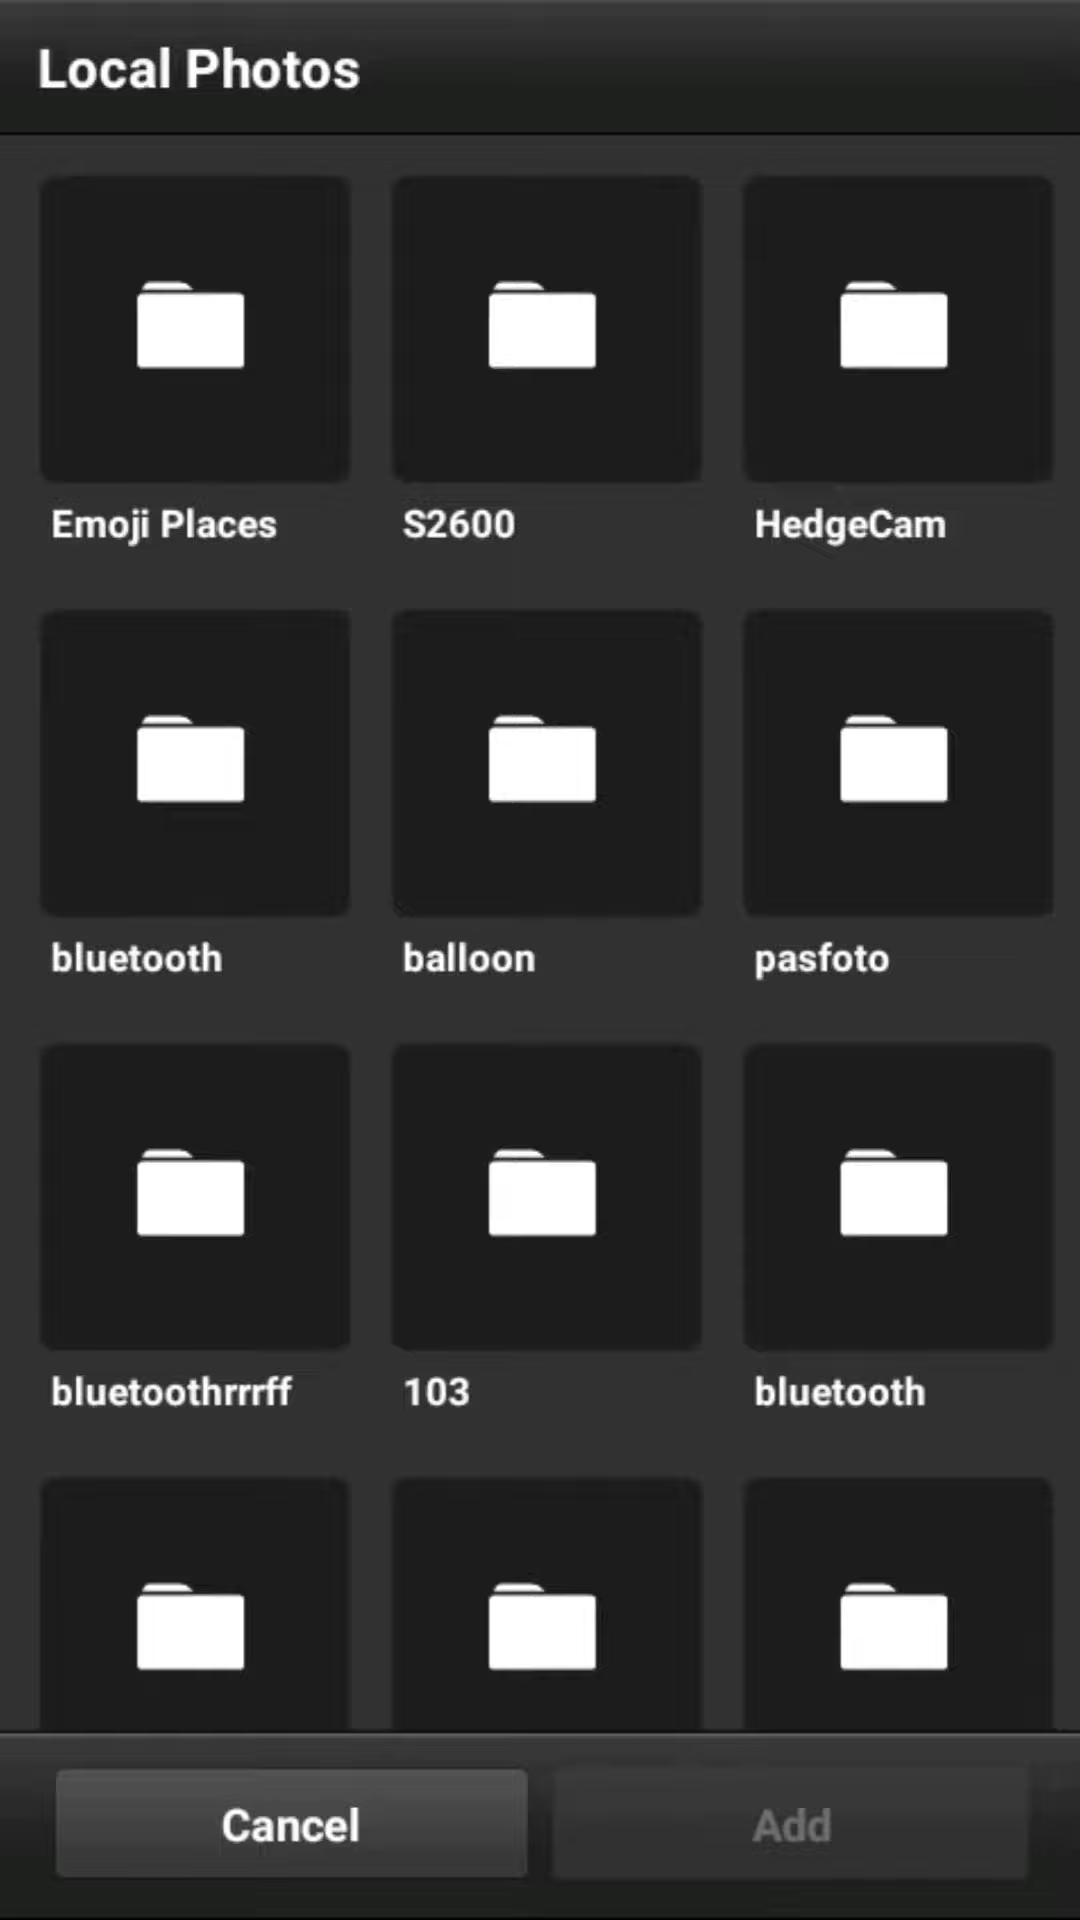 Local Photos
Emoji Places
S2600
HedgeCam
bluetooth
balloon
pasfoto
bluetoothrrrff
103
bluetooth
Cancel
Add